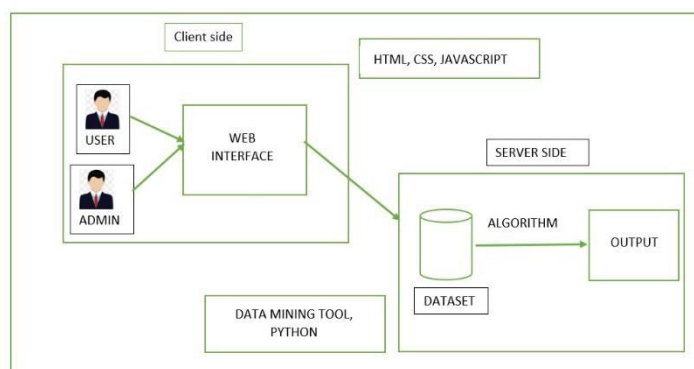 Client side
HTML, CSS, JAVASCRIPT
USER
WEB
INTERFACE
ADMIN
SERVER SIDE
ALGORITHM
OUTPUT
DATASET
DATA MINING TOOL,
PYTHON